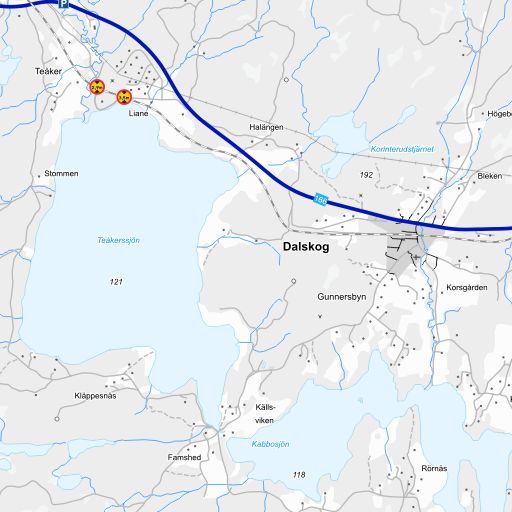 P
Teåker
Liane
Högebo
Halängen
Korinterudstjärnet
192
Bleken
Stommen
166
Teåkerssjön
Dalskog
121
Korsgården
Gunnersbyn
Kläppesnäs
Källs-
viken
Kabbosjön
Famshed
118
Rörnäs